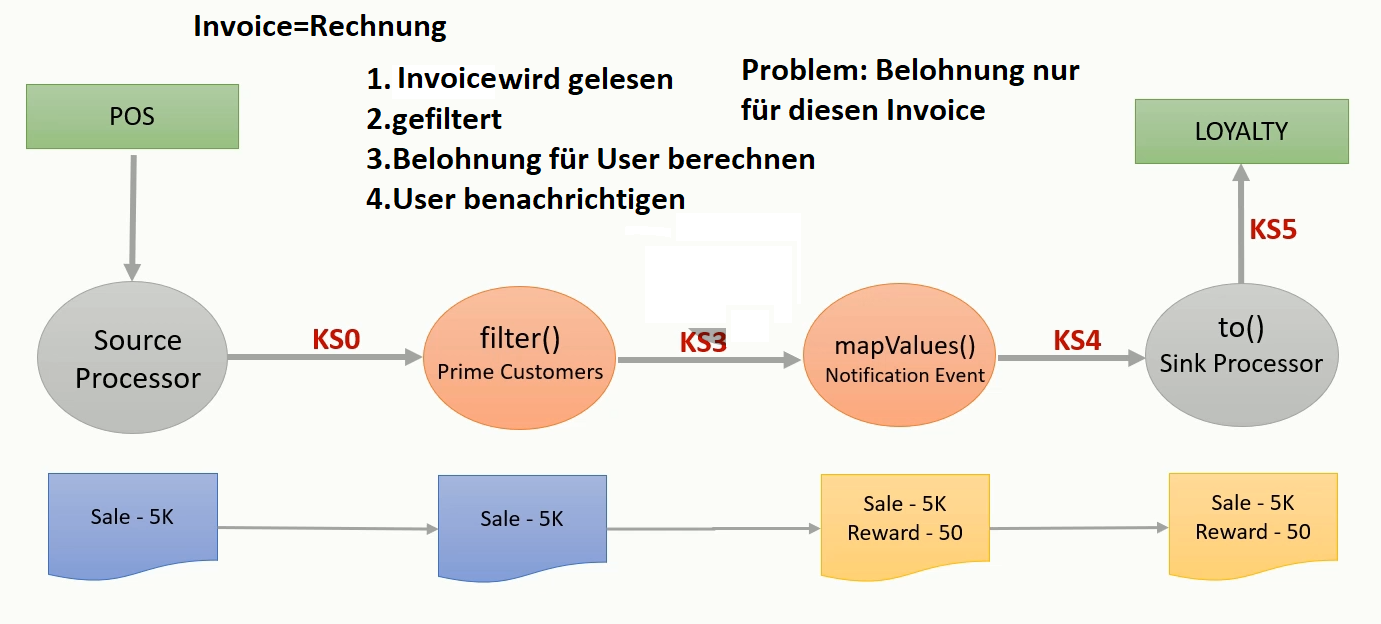 Invoice=Rechnung
1. Invoice wird gelesen
2.gefiltert
3.Belohnung für User berechnen
4.User benachrichtigen
Problem: Belohnung nur
für diesen Invoice
POS
LOYALTY
KS5
Source
Processor
KS0
filter()
Prime Customers
KS3
mapValues()
Notification Event
KS4
to()
Sink Processor
Sale - 5K
Sale - 5K
Sale - 5K
Reward - 50
Sale - 5K
Reward - 50